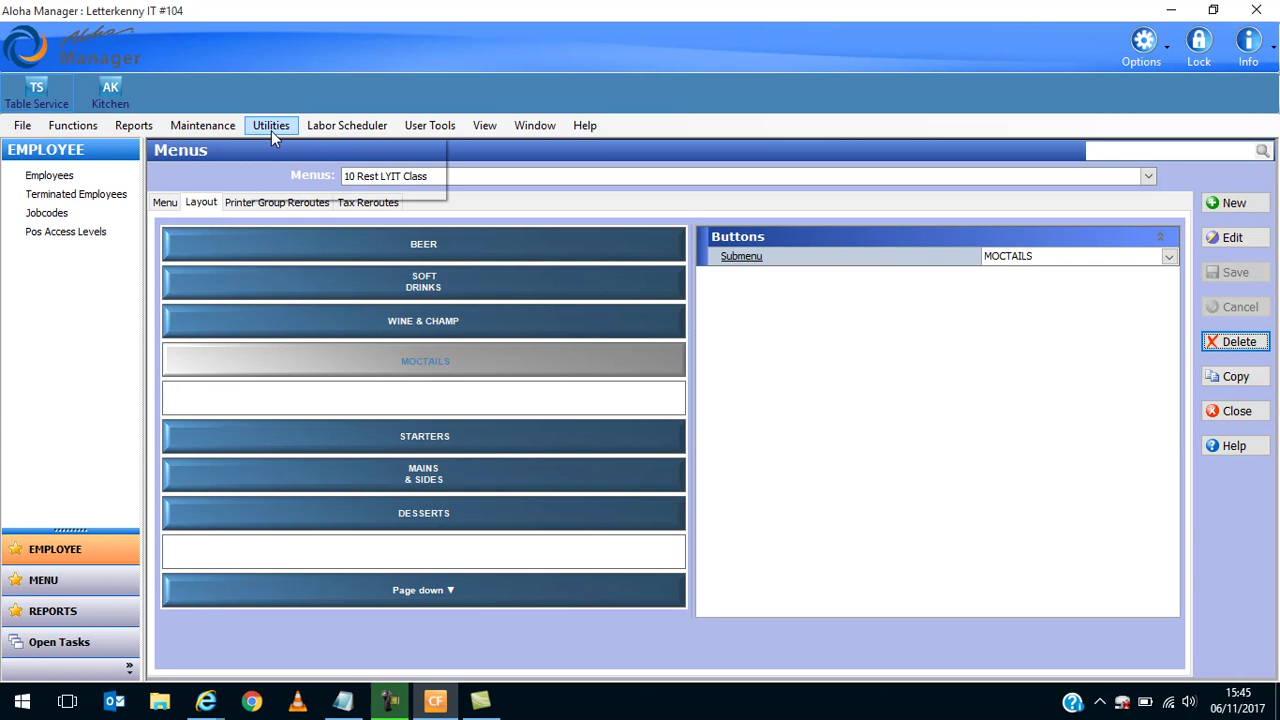 Aloha Manager : Letterkenny IT #104
Aloha
Manager
Options
Lock
Info
TS
Table Service
AK
Kitchen
File
Functions
Reports
Maintenance
Utilities
Labor Scheduler
User Tools
View
Window
Help
EMPLOYEE
Employees
Terminated Employees
Jobcodes
Pos Access Levels
Menus
Menus:
10 Rest LYIT Class
Menu
Layout
Printer Group Reroutes
Tax Reroutes
BEER
SOFT
DRINKS
WINE & CHAMP
MOCTAILS
STARTERS
MAINS
& SIDES
DESSERTS
Page down ▼
Buttons
Submenu
MOCTAILS
New
Edit
Save
Cancel
Delete
Copy
Close
Help
EMPLOYEE
MENU
REPORTS
Open Tasks
»
CF
15:45
06/11/2017